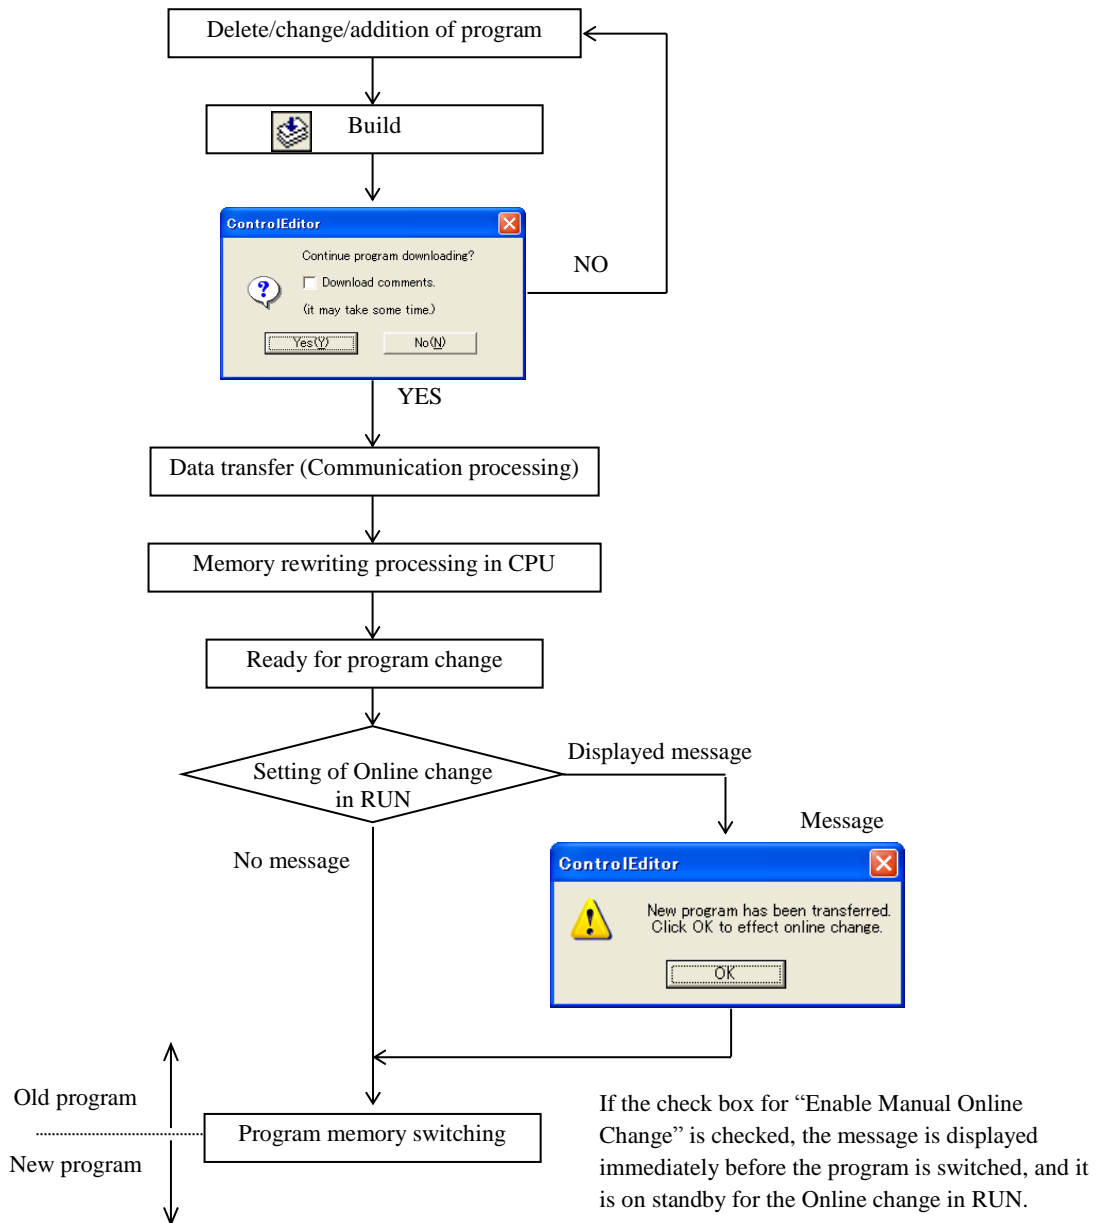 Delete/change/addition of program
Build
ControlEditor
Continue program downloading?
Download comments.
(it may take some time.)
Yes(Y)
No(N)
NO
YES
Data transfer (Communication processing)
Memory rewriting processing in CPU
Ready for program change
Setting of Online change
in RUN
Displayed message
No message
Message
ControlEditor
New program has been transferred.
Click OK to effect online change.
OK
Old program
New program
Program memory switching
If the check box for “Enable Manual Online
Change” is checked, the message is displayed
immediately before the program is switched, and it
is on standby for the Online change in RUN.